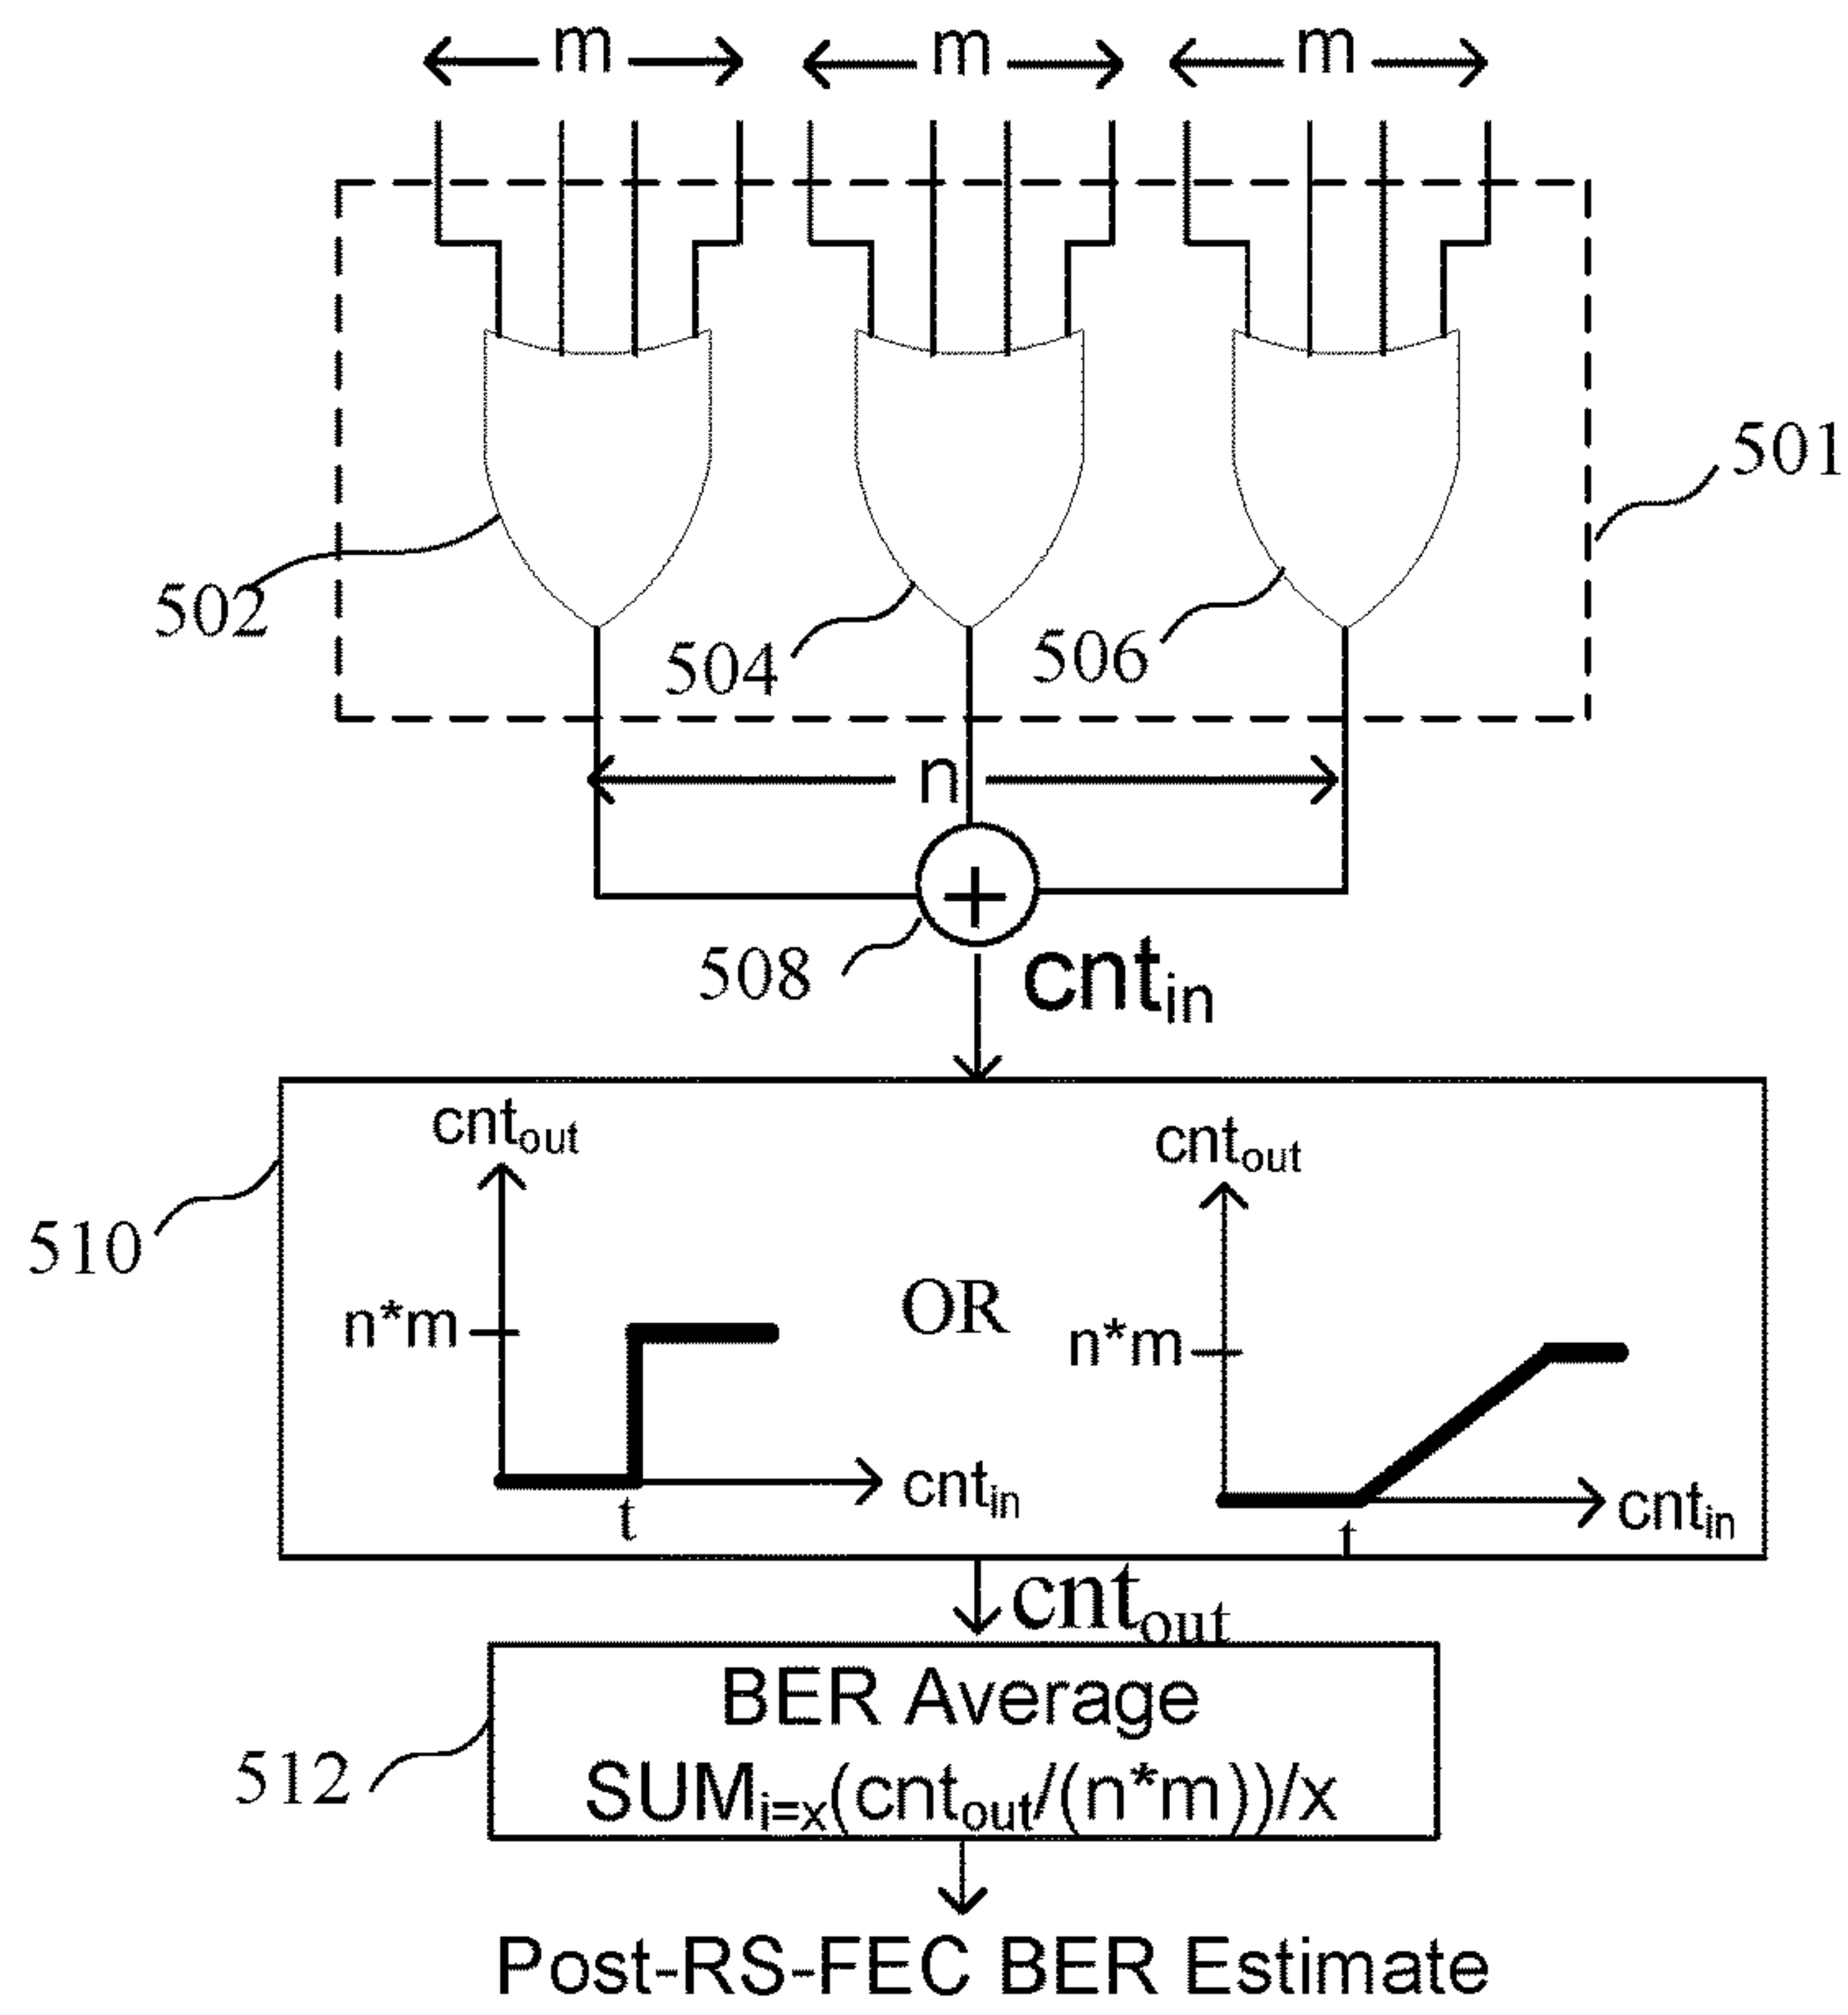 m m m
501
502
504
506
n
508
cnt_in
510
cnt_out
cnt_out
n*m
OR
n*m
cnt_in
cnt_in
t
t
cnt_out
BER Average
512
SUM_i=x(cnt_out/(n*m))/x
Post-RS-FEC BER Estimate